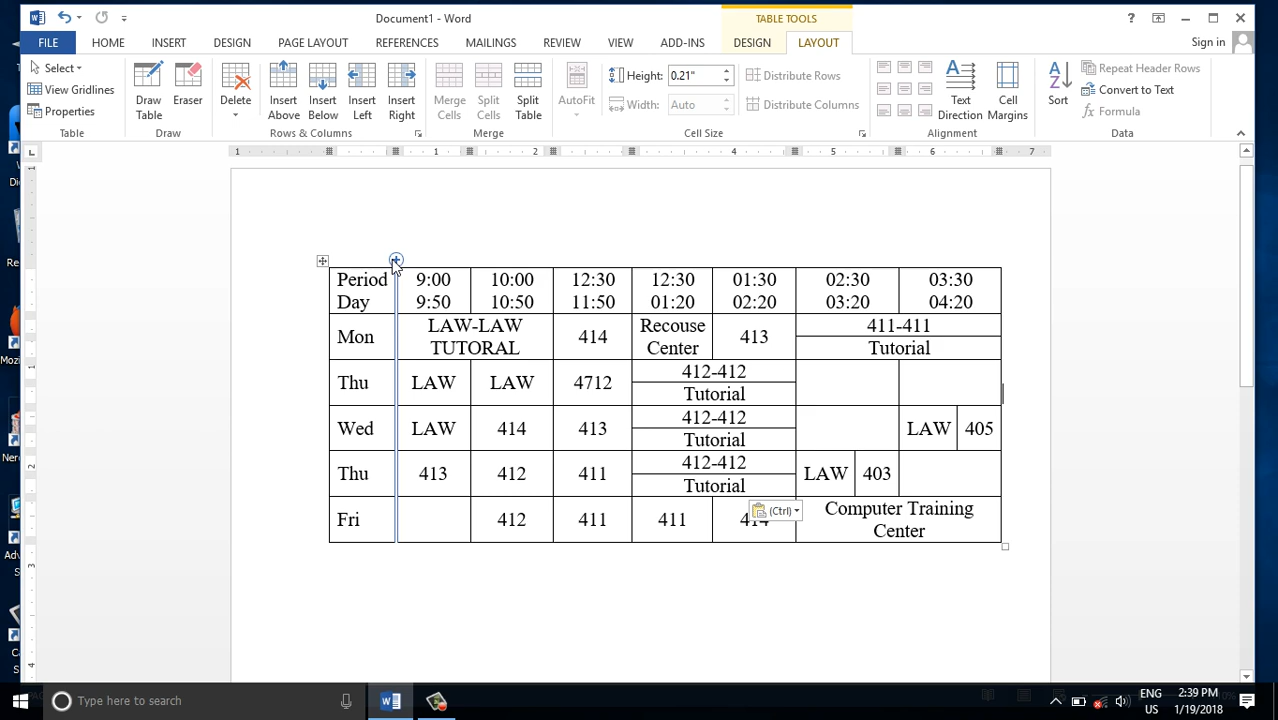 Document1 - Word
TABLE TOOLS
FILE HOME INSERT DESIGN PAGE LAYOUT REFERENCES MAILINGS REVIEW VIEW ADD-INS DESIGN LAYOUT Sign in
Select
View Gridlines
Properties
Table
Draw Table
Eraser
Draw
Delete
Insert Above
Insert Below
Insert Left
Insert Right
Rows & Columns
Merge Cells
Split Cells
Split Table
Merge
AutoFit
Height: 0.21"
Width: Auto
Distribute Rows
Distribute Columns
Cell Size
Text Direction
Cell Margins
Alignment
Sort
Repeat Header Rows
Convert to Text
Formula
Data
1 1 2 4 5 6 7
Period 9:00 10:00 12:30 12:30 01:30 02:30 03:30
Day 9:50 10:50 11:50 01:20 02:20 03:20 04:20
Mon LAW-LAW TUTORAL 414 Recouse Center 413 411-411 Tutorial
Thu LAW LAW 4712 412-412 Tutorial
Wed LAW 414 413 412-412 Tutorial LAW 405
Thu 413 412 411 412-412 Tutorial LAW 403
Fri 412 411 411 414 Computer Training Center
(Ctrl)
Type here to search
ENG
US
2:39 PM
1/19/2018